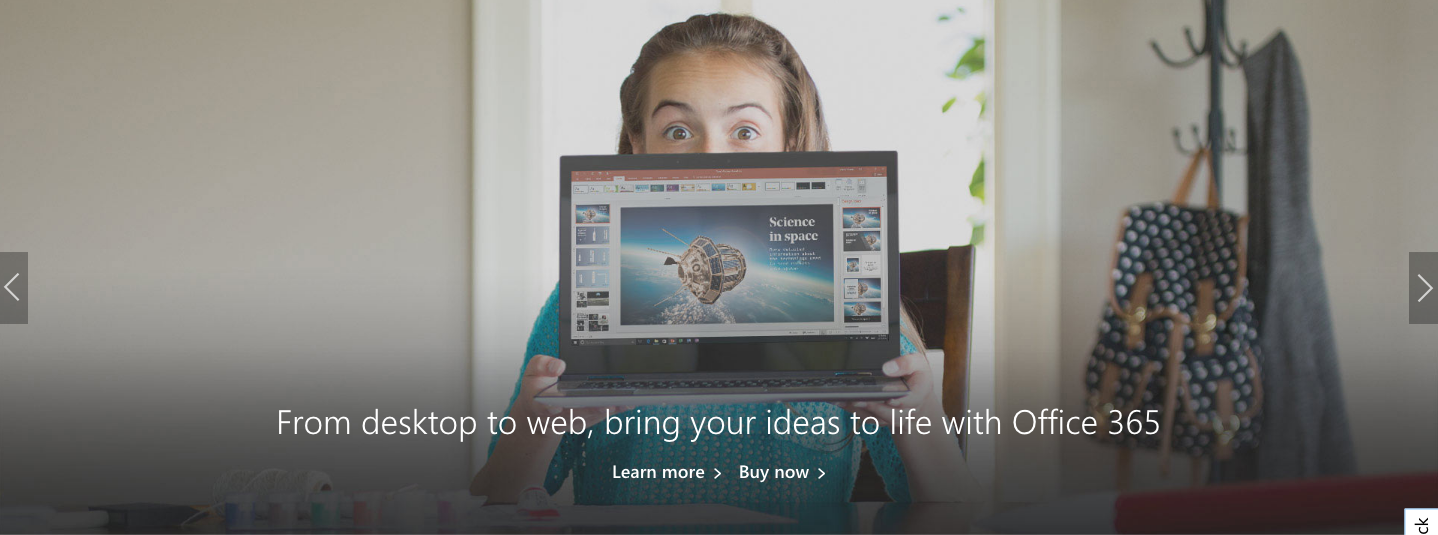 Science
in space
From desktop to web, bring your ideas to life with Office 365
Learn more
Buy now
ck